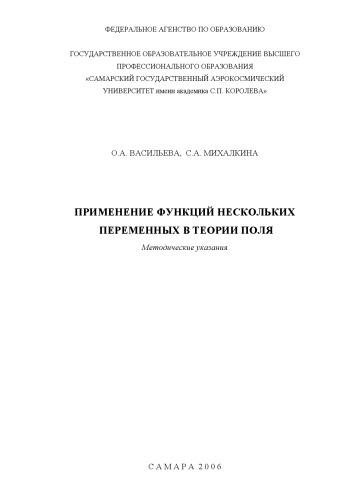 ФЕДЕРАЛЬНОЕ АГЕНСТВО ПО ОБРАЗОВАНИЮ
ГОСУДАРСТВЕННОЕ ОБРАЗОВАТЕЛЬНОЕ УЧРЕЖДЕНИЕ ВЫСШЕГО
ПРОФЕССИОНАЛЬНОГО ОБРАЗОВАНИЯ
«САМАРСКИЙ ГОСУДАРСТВЕННЫЙ АЭРОКОСМИЧЕСКИЙ
УНИВЕРСИТЕТ имени академика С.П. КОРОЛЕВА»
О.А. ВАСИЛЬЕВА, С.А. МИХАЛКИНА
ПРИМЕНЕНИЕ ФУНКЦИЙ НЕСКОЛЬКИХ
ПЕРЕМЕННЫХ В ТЕОРИИ ПОЛЯ
Методические указания
САМАРА 2006